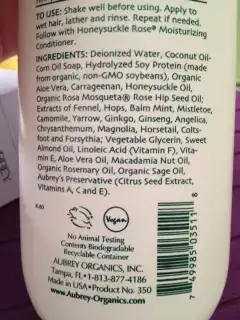 TO USE: Shake well before using. Apply to
wet hair, lather and rinse. Repeat if needed.
Follow with Honeysuckle Rose® Moisturizing
Conditioner.
INGREDIENTS: Deionized Water, Coconut Oil-
Corn Oil Soap, Hydrolyzed Soy Protein (made
from organic, non-GMO soybeans), Organic
Aloe Vera, Carrageenan, Honeysuckle Oil,
Organic Rosa Mosqueta® Rose Hip Seed Oil;
Extracts of Fennel, Hops, Balm Mint, Mistletoe,
Camomile, Yarrow, Ginkgo, Ginseng, Angelica,
Chrysanthemum, Magnolia, Horsetail, Colts-
foot and Forsythia; Vegetable Glycerin, Sweet
Almond Oil, Linoleic Acid (Vitamin F), Vita-
min E, Aloe Vera Oil, Macadamia Nut Oil,
Organic Rosemary Oil, Organic Sage Oil,
Aubrey's Preservative (Citrus Seed Extract,
Vitamins A, C and E).
Vegan
No Animal Testing
Contents Biodegradable
Recyclable Container
AUBREY ORGANICS, INC.
Tampa, FL•1-813-877-4186
Made in USA•Product No. 350
www.Aubrey-Organics.com
7 49985 03511 8